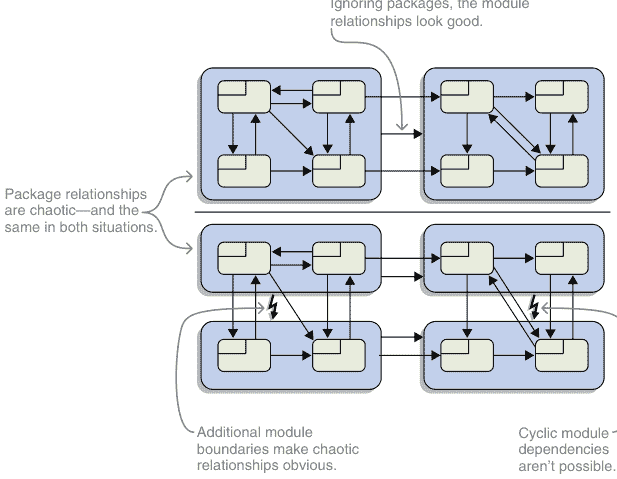 Ignoring packages, the module
relationships look good.
Package relationships
are chaotic—and the
same in both situations.
Additional module
boundaries make chaotic
relationships obvious.
Cyclic module
dependencies
aren't possible.